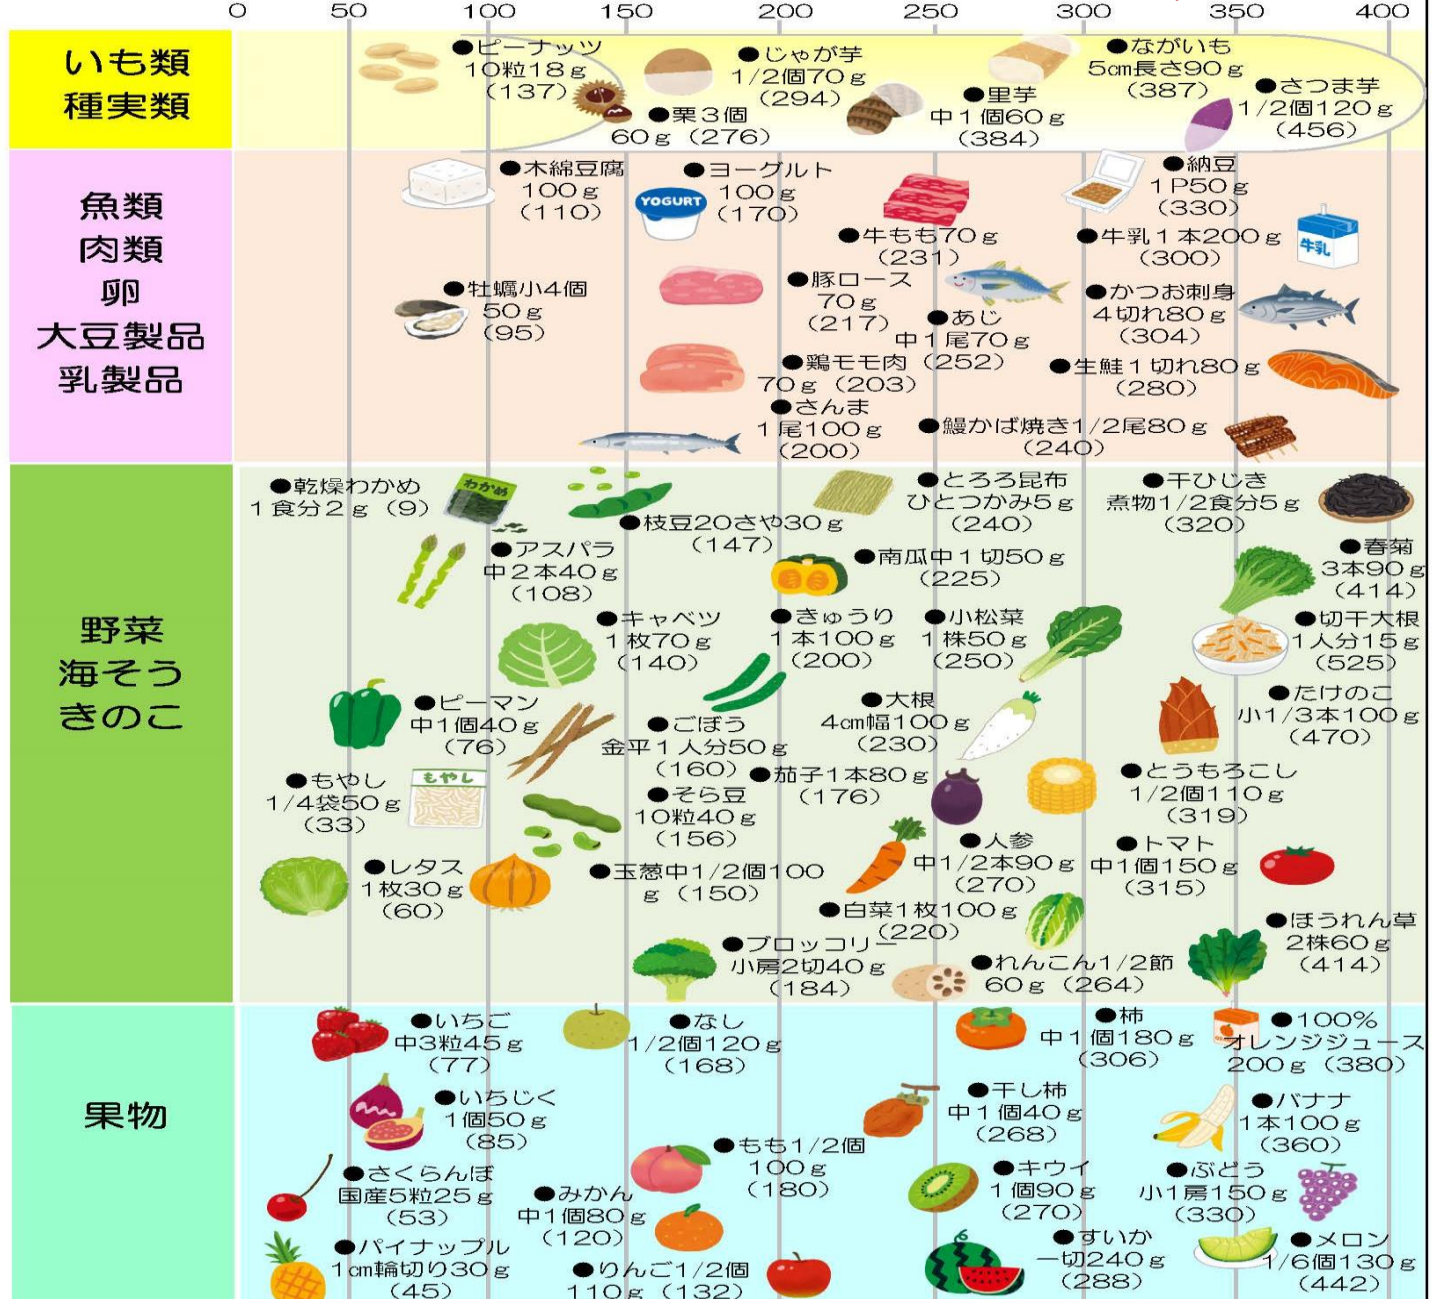 0 50 100 150 200 250 300 350 400
いも類
種実類
●ピーナッツ
10粒18g
(137)
●栗3個
60g(276)
●じゃが芋
1/2個70g
(294)
●里芋
中1個60g
(384)
●ながいも
5cm長さ90g
(387)
●さつま芋
1/2個120g
(456)
魚類
肉類
卵
大豆製品
乳製品
●木綿豆腐
100g
(110)
●ヨーグルト
100g
(170)
YOGURT
●納豆
1P50g
(330)
●牛もも70g
(231)
●牛乳1本200g
(300)
牛乳
●牡蠣小4個
50g
(95)
●豚ロース
70g
(217)
●あじ
中1尾70g
(252)
●かつお刺身
4切れ80g
(304)
●鶏モモ肉
70g(203)
●生鮭1切れ80g
(280)
●さんま
1尾100g
(200)
●鰻かば焼き1/2尾80g
(240)
野菜
海そう
きのこ
●乾燥わかめ
1食分2g(9)
わかめ
●枝豆20さや30g
(147)
●とろろ昆布
ひとつかみ5g
(240)
●干ひじき
煮物1/2食分5g
(320)
●アスパラ
中2本40g
(108)
●南瓜中1切50g
(225)
●春菊
3本90g
(414)
●キャベツ
1枚70g
(140)
●きゅうり
1本100g
(200)
●小松菜
1株50g
(250)
●切干大根
1人分15g
(525)
●ピーマン
中1個40g
(76)
●ごぼう
金平1人分50g
(160)
●大根
4cm幅100g
(230)
●たけのこ
小1/3本100g
(470)
●もやし
1/4袋50g
(33)
もやし
●そら豆
10粒40g
(156)
●茄子1本80g
(176)
●とうもろこし
1/2個110g
(319)
●レタス
1枚30g
(60)
●玉葱中1/2個100
g(150)
●人参
中1/2本90g
(270)
●トマト
中1個150g
(315)
●白菜1枚100g
(220)
●ほうれん草
2株60g
(414)
●ブロッコリー
小房2切40g
(184)
●れんこん1/2節
60g(264)
果物
●いちご
中3粒45g
(77)
●なし
1/2個120g
(168)
●柿
中1個180g
(306)
●100%
オレンジジュース
200g(380)
●いちじく
1個50g
(85)
●干し柿
中1個40g
(268)
●バナナ
1本100g
(360)
●もも1/2個
100g
(180)
●さくらんぼ
国産5粒25g
(53)
●みかん
中1個80g
(120)
●キウイ
1個90g
(270)
●ぶどう
小1房150g
(330)
●パイナップル
1cm輪切り30g
(45)
●りんご1/2個
110g(132)
●すいか
一切240g
(288)
●メロン
1/6個130g
(442)